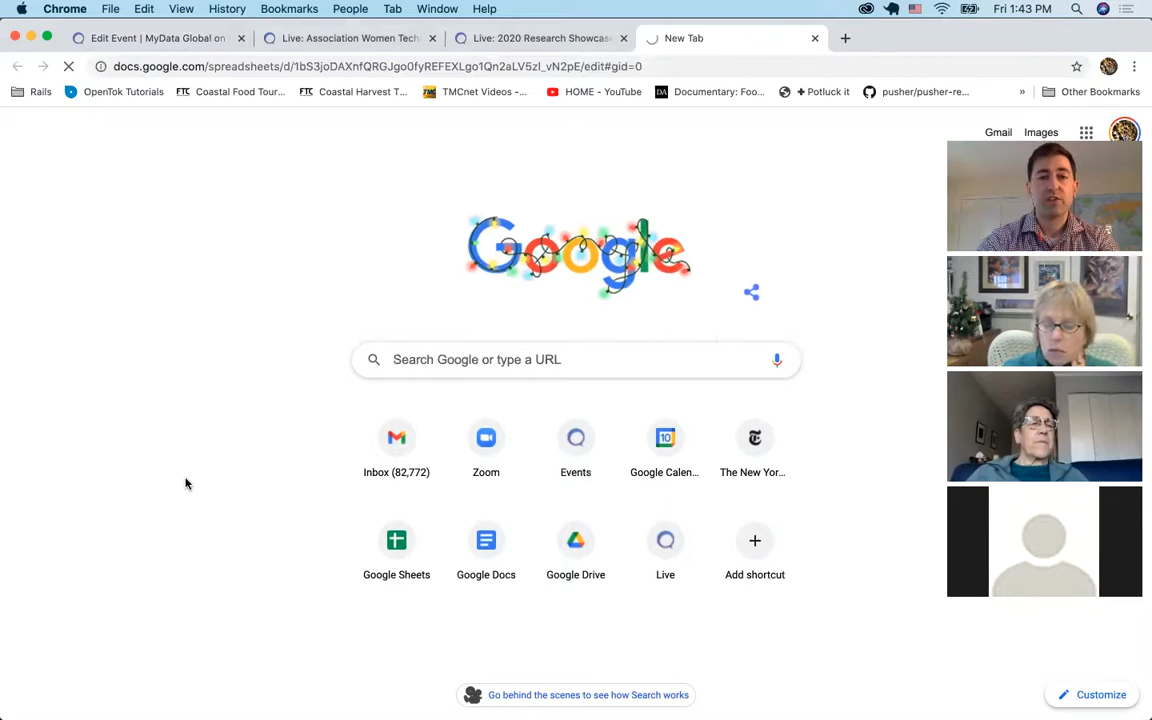 Chrome File Edit View History Bookmarks People Tab Window Help Fri 1:43 PM
Edit Event | MyData Global on Live: Association Women Tech Live: 2020 Research Showcase New Tab
docs.google.com/spreadsheets/d/1bS3joDAXnfQRGJgo0fyREFEXLgo1Qn2aLV5zl_vN2pE/edit#gid=0
Rails OpenTok Tutorials FTC Coastal Food Tour... FTC Coastal Harvest T... TMCnet Videos -... HOME - YouTube DA Documentary: Foo... + Potluck it pusher/pusher-re... » Other Bookmarks
Gmail Images
Google
Search Google or type a URL
10
Inbox (82,772) Zoom Events Google Calen... The New Yor...
Google Sheets Google Docs Google Drive Live Add shortcut
Go behind the scenes to see how Search works
Customize